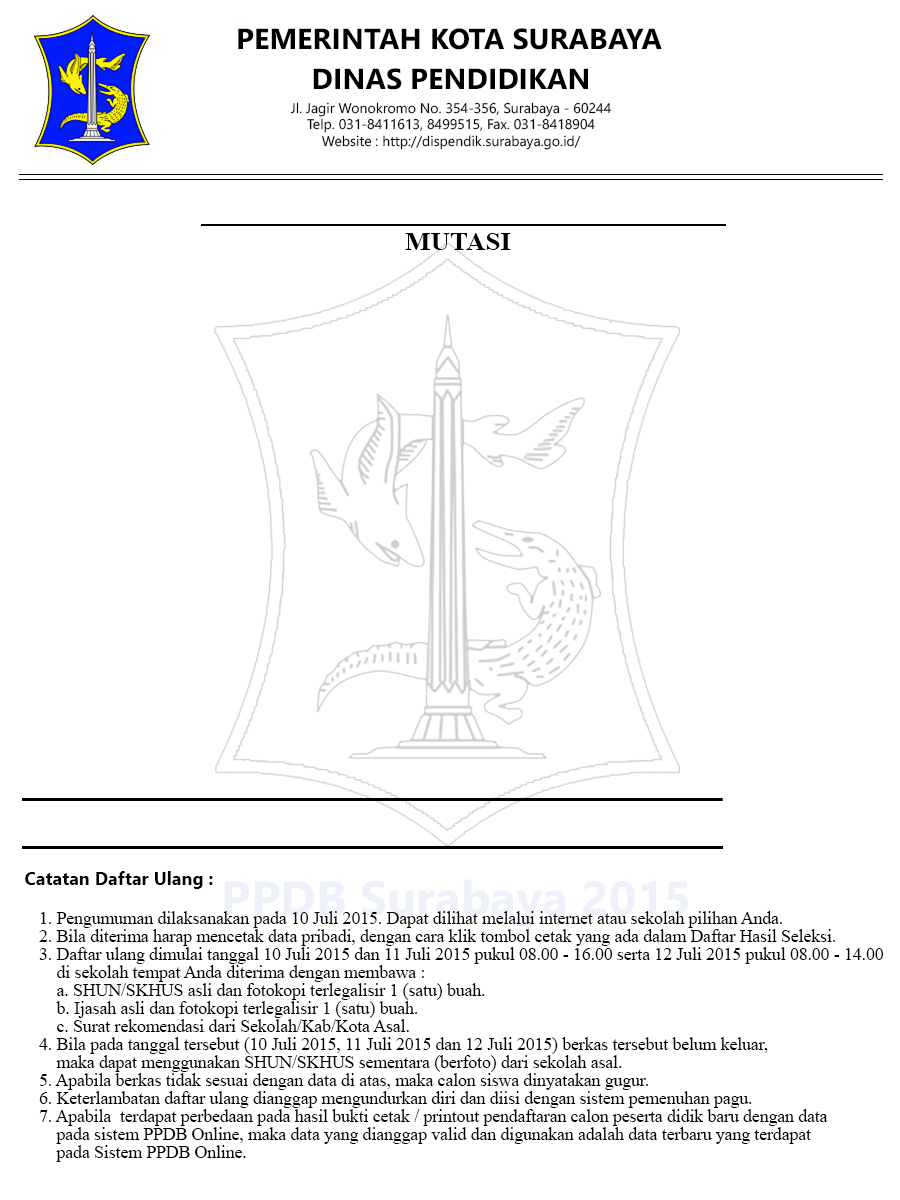 PEMERINTAH KOTA SURABAYA
DINAS PENDIDIKAN
Jl. Jagir Wonokromo No. 354-356, Surabaya - 60244
Telp. 031-8411613, 8499515, Fax. 031-8418904
Website : http://dispendik.surabaya.go.id/
MUTASI
Catatan Daftar Ulang :
PPDB Surabaya 2015
1. Pengumuman dilaksanakan pada 10 Juli 2015. Dapat dilihat melalui internet atau sekolah pilihan Anda.
2. Bila diterima harap mencetak data pribadi, dengan cara klik tombol cetak yang ada dalam Daftar Hasil Seleksi.
3. Daftar ulang dimulai tanggal 10 Juli 2015 dan 11 Juli 2015 pukul 08.00 - 16.00 serta 12 Juli 2015 pukul 08.00 - 14.00
di sekolah tempat Anda diterima dengan membawa :
a. SHUN/SKHUS asli dan fotokopi terlegalisir 1 (satu) buah.
b. Ijasah asli dan fotokopi terlegalisir 1 (satu) buah.
c. Surat rekomendasi dari Sekolah/Kab/Kota Asal.
4. Bila pada tanggal tersebut (10 Juli 2015, 11 Juli 2015 dan 12 Juli 2015) berkas tersebut belum keluar,
maka dapat menggunakan SHUN/SKHUS sementara (berfoto) dari sekolah asal.
5. Apabila berkas tidak sesuai dengan data di atas, maka calon siswa dinyatakan gugur.
6. Keterlambatan daftar ulang dianggap mengundurkan diri dan diisi dengan sistem pemenuhan pagu.
7. Apabila  terdapat perbedaan pada hasil bukti cetak / printout pendaftaran calon peserta didik baru dengan data
pada sistem PPDB Online, maka data yang dianggap valid dan digunakan adalah data terbaru yang terdapat
pada Sistem PPDB Online.